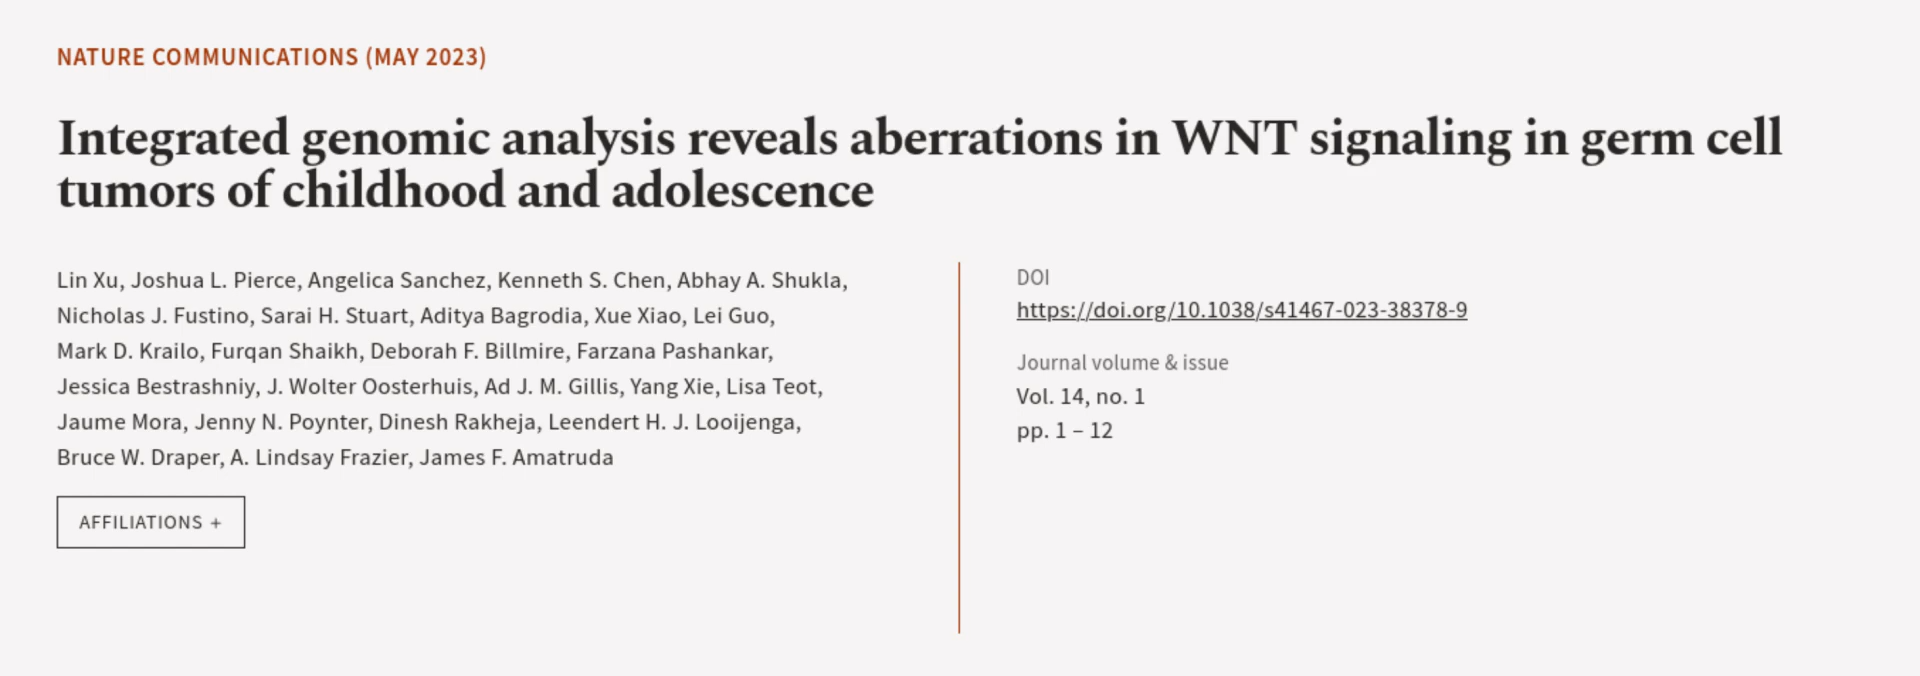 NATURE COMMUNICATIONS (MAY 2023)
Integrated genomic analysis reveals aberrations in WNT signaling in germ cell
tumors of childhood and adolescence
Lin Xu, Joshua L. Pierce, Angelica Sanchez, Kenneth S. Chen, Abhay A. Shukla,
Nicholas J. Fustino, Sarai H. Stuart, Aditya Bagrodia, Xue Xiao, Lei Guo,
Mark D. Krailo, Furqan Shaikh, Deborah F. Billmire, Farzana Pashankar,
Jessica Bestrashniy, J. Wolter Oosterhuis, Ad J. M. Gillis, Yang Xie, Lisa Teot,
Jaume Mora, Jenny N. Poynter, Dinesh Rakheja, Leendert H. J. Looijenga,
Bruce W. Draper, A. Lindsay Frazier, James F. Amatruda
AFFILIATIONS +
DOI
https://doi.org/10.1038/s41467-023-38378-9
Journal volume & issue
Vol. 14, no. 1
pp. 1 – 12